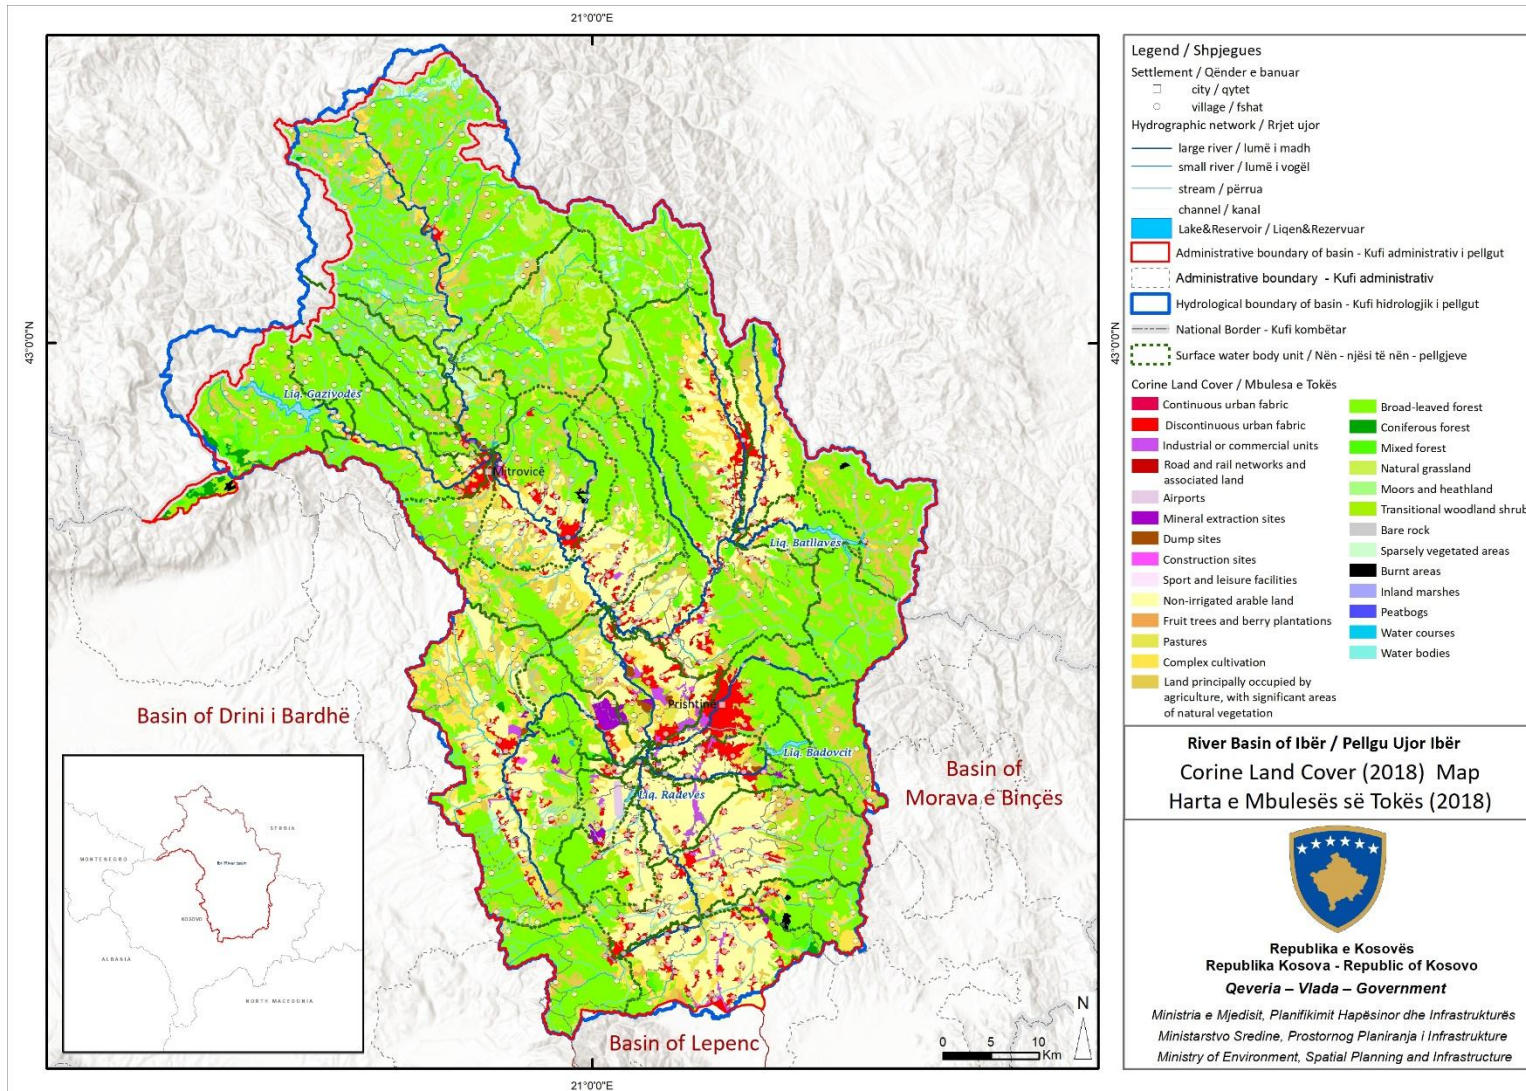 21°0'0"E
43°0'0"N
43°0'0"N
Liq. Gazivodës
Mitrovicë
Liq. Batllavës
Prishtinë
Liq. Badovcit
Liq. Radevës
Basin of Drini i Bardhë
Basin of
Morava e Binçës
Basin of Lepenc
SERBIA
MONTENEGRO
Ibri River basin
KOSOVO
ALBANIA
NORTH MACEDONIA
N
0 5 10
Km
21°0'0"E
Legend / Shpjegues
Settlement / Qënder e banuar
city / qytet
village / fshat
Hydrographic network / Rrjet ujor
large river / lumë i madh
small river / lumë i vogël
stream / përrua
channel / kanal
Lake&Reservoir / Liqen&Rezervuar
Administrative boundary of basin - Kufi administrativ i pellgut
Administrative boundary - Kufi administrativ
Hydrological boundary of basin - Kufi hidrologjik i pellgut
National Border - Kufi kombëtar
Surface water body unit / Nën - njësi të nën - pellgjeve
Corine Land Cover / Mbulesa e Tokës
Continuous urban fabric
Discontinuous urban fabric
Industrial or commercial units
Road and rail networks and
associated land
Airports
Mineral extraction sites
Dump sites
Construction sites
Sport and leisure facilities
Non-irrigated arable land
Fruit trees and berry plantations
Pastures
Complex cultivation
Land principally occupied by
agriculture, with significant areas
of natural vegetation
Broad-leaved forest
Coniferous forest
Mixed forest
Natural grassland
Moors and heathland
Transitional woodland shrub
Bare rock
Sparsely vegetated areas
Burnt areas
Inland marshes
Peatbogs
Water courses
Water bodies
River Basin of Ibër / Pellgu Ujor Ibër
Corine Land Cover (2018) Map
Harta e Mbulesës së Tokës (2018)
Republika e Kosovës
Republika Kosova - Republic of Kosovo
Qeveria – Vlada – Government
Ministria e Mjedisit, Planifikimit Hapësinor dhe Infrastrukturës
Ministarstvo Sredine, Prostornog Planiranja i Infrastrukture
Ministry of Environment, Spatial Planning and Infrastructure